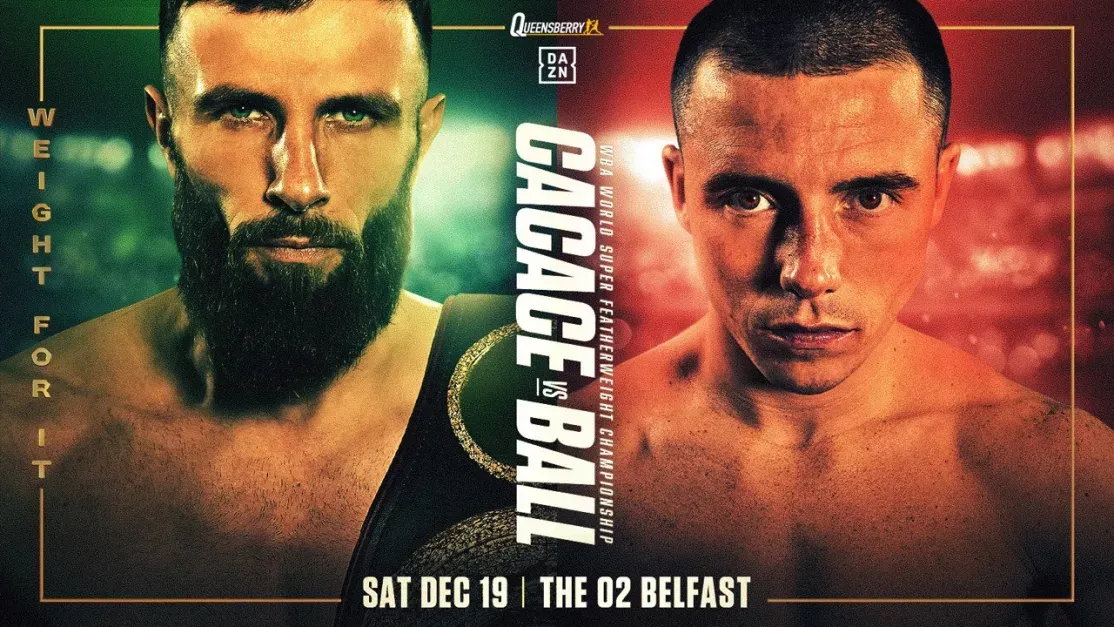 QUEENSBERRY
DAZN
WEIGHT FOR IT
CACACE VS BALL
WBA WORLD SUPER FEATHERWEIGHT CHAMPIONSHIP
SAT DEC 19 | THE O2 BELFAST